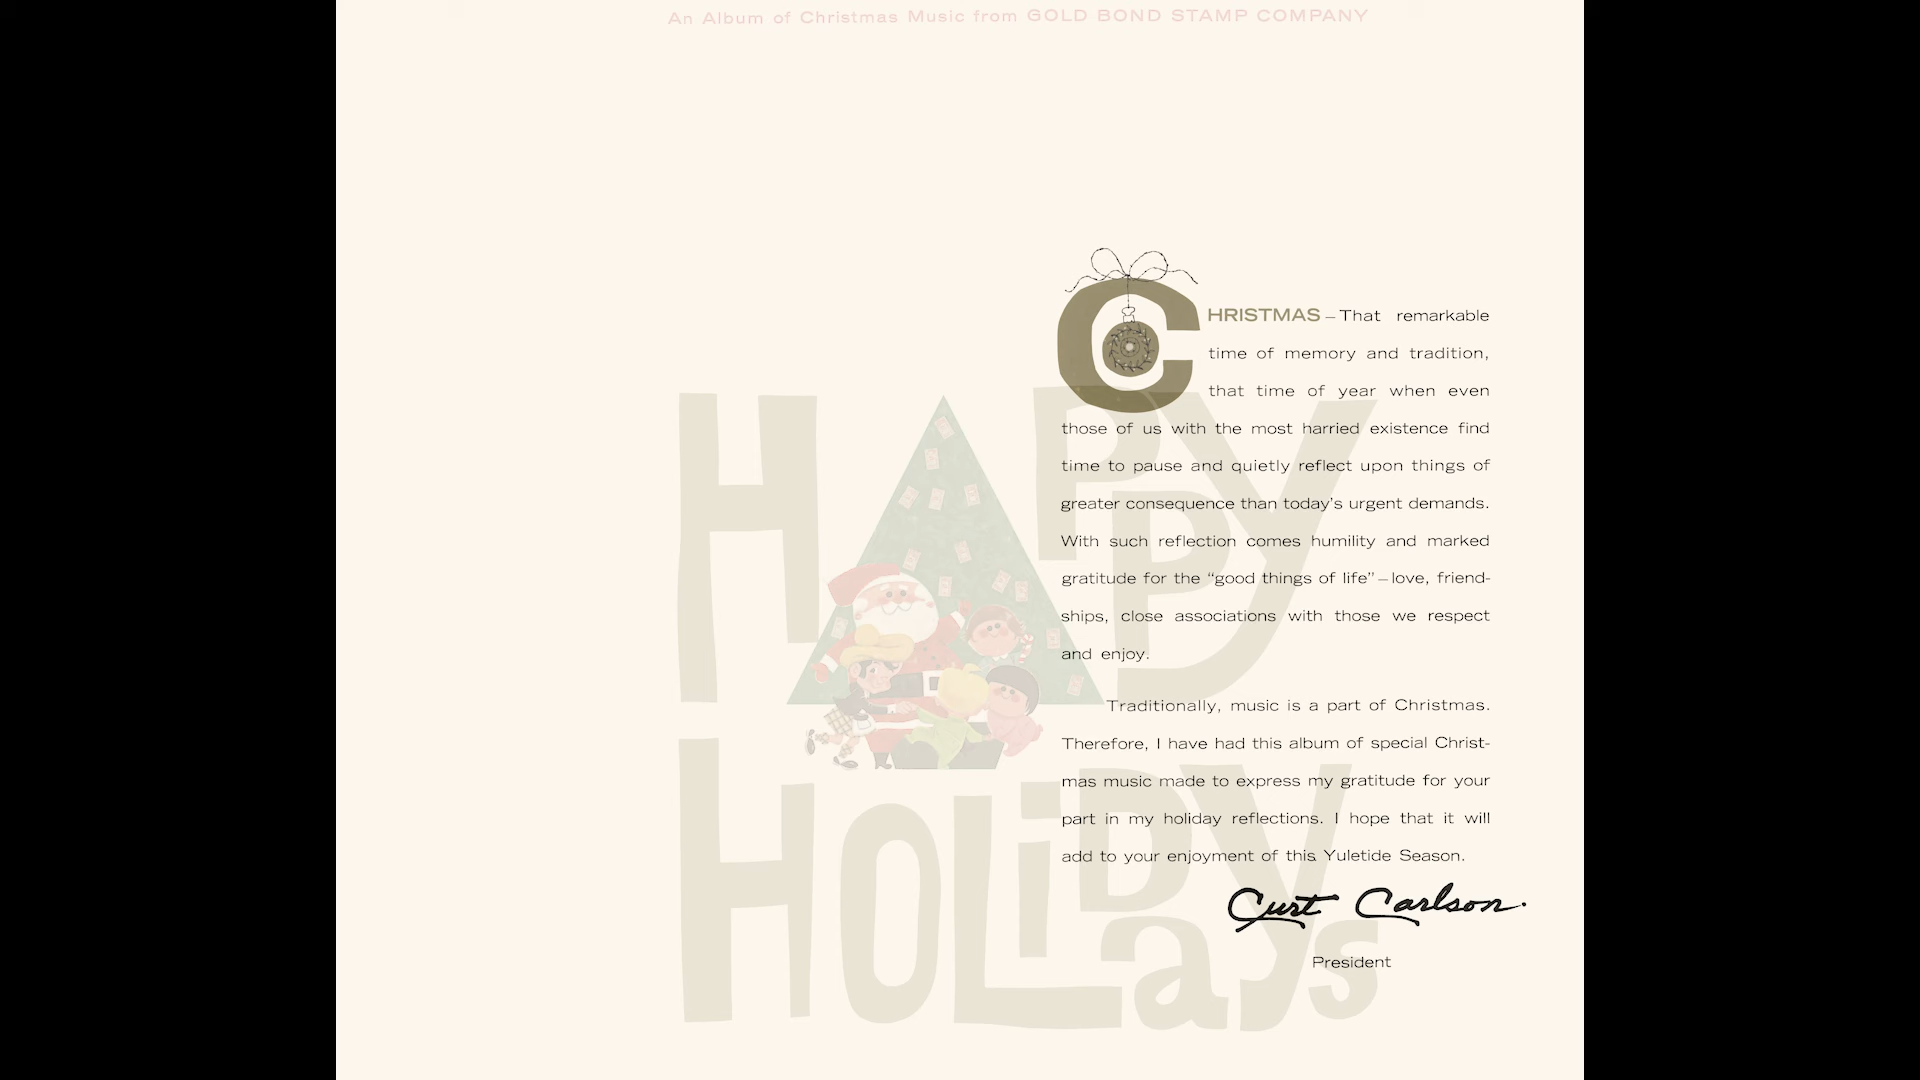 An Album of Christmas Music from GOLD BOND STAMP COMPANY
HAPPY
HOLiDays
CHRISTMAS – That remarkable
time of memory and tradition,
that time of year when even
those of us with the most harried existence find
time to pause and quietly reflect upon things of
greater consequence than today's urgent demands.
With such reflection comes humility and marked
gratitude for the “good things of life” – love, friend-
ships, close associations with those we respect
and enjoy.
Traditionally, music is a part of Christmas.
Therefore, I have had this album of special Christ-
mas music made to express my gratitude for your
part in my holiday reflections. I hope that it will
add to your enjoyment of this Yuletide Season.
Curt Carlson.
President